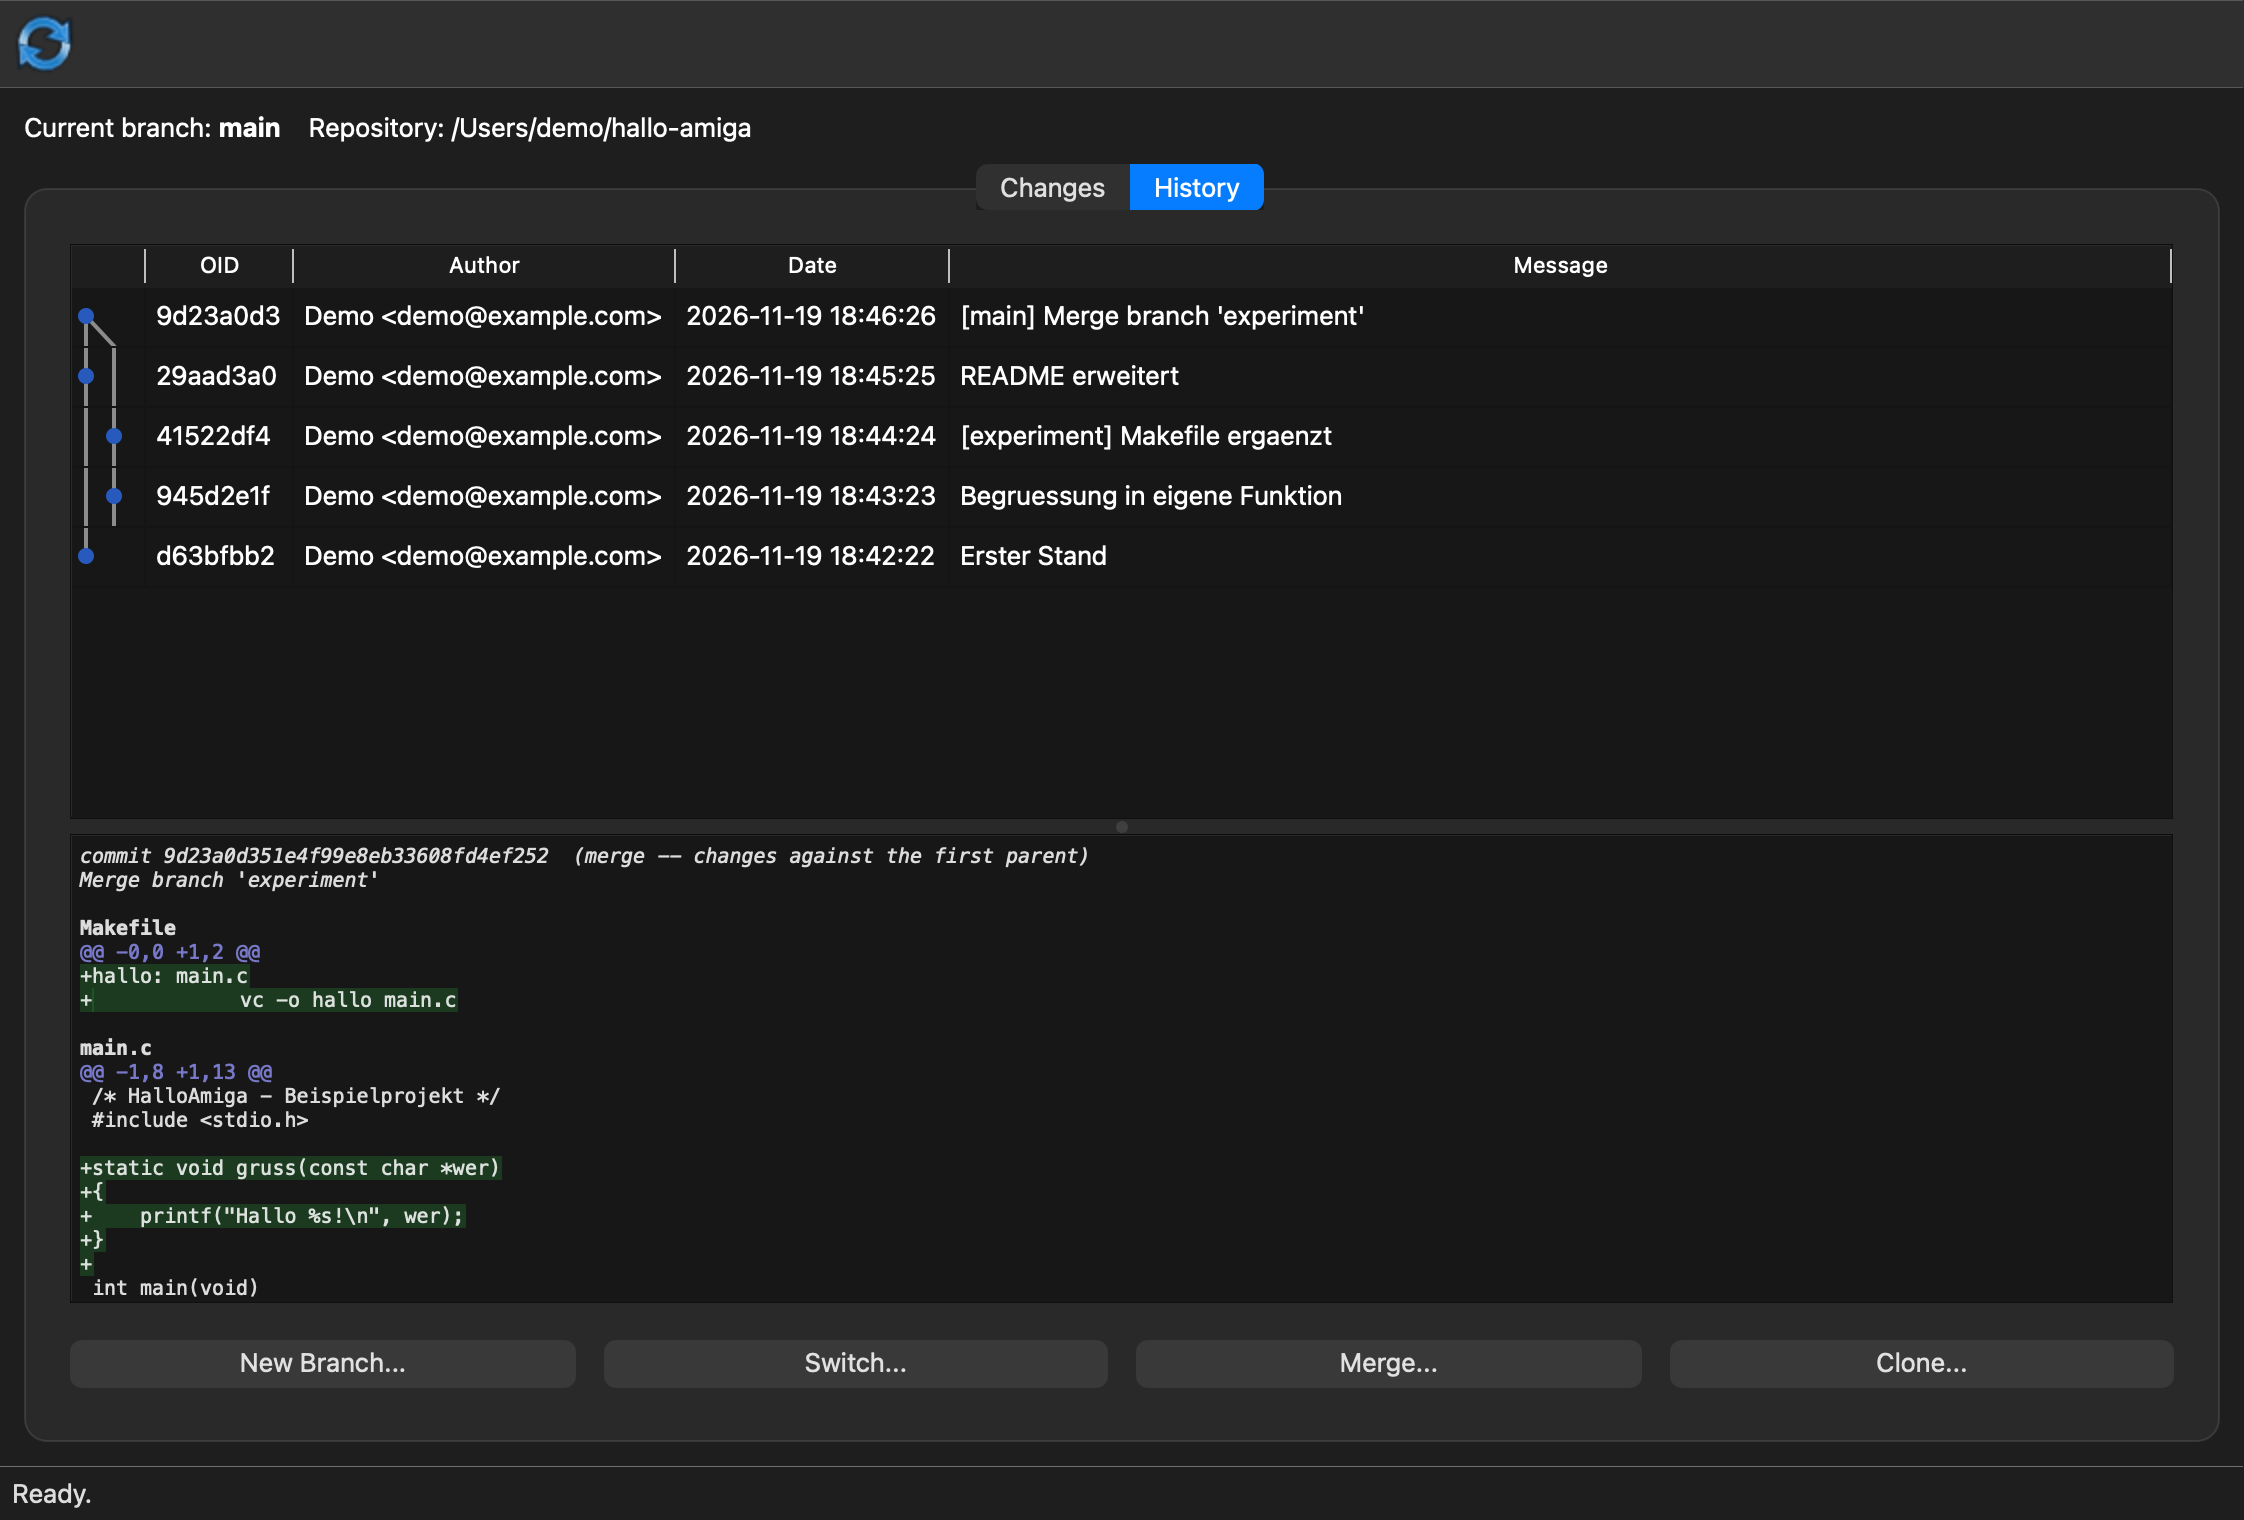 Current branch: main Repository: /Users/demo/hallo-amiga
Changes History
OID Author Date Message
9d23a0d3 Demo <demo@example.com> 2026-11-19 18:46:26 [main] Merge branch 'experiment'
29aad3a0 Demo <demo@example.com> 2026-11-19 18:45:25 README erweitert
41522df4 Demo <demo@example.com> 2026-11-19 18:44:24 [experiment] Makefile ergaenzt
945d2e1f Demo <demo@example.com> 2026-11-19 18:43:23 Begruessung in eigene Funktion
d63bfbb2 Demo <demo@example.com> 2026-11-19 18:42:22 Erster Stand
commit 9d23a0d351e4f99e8eb33608fd4ef252  (merge -- changes against the first parent)
Merge branch 'experiment'
Makefile
@@ -0,0 +1,2 @@
+hallo: main.c
+            vc -o hallo main.c
main.c
@@ -1,8 +1,13 @@
 /* HalloAmiga - Beispielprojekt */
 #include <stdio.h>
+static void gruss(const char *wer)
+{
+    printf("Hallo %s!\n", wer);
+}
+
 int main(void)
New Branch... Switch... Merge... Clone...
Ready.